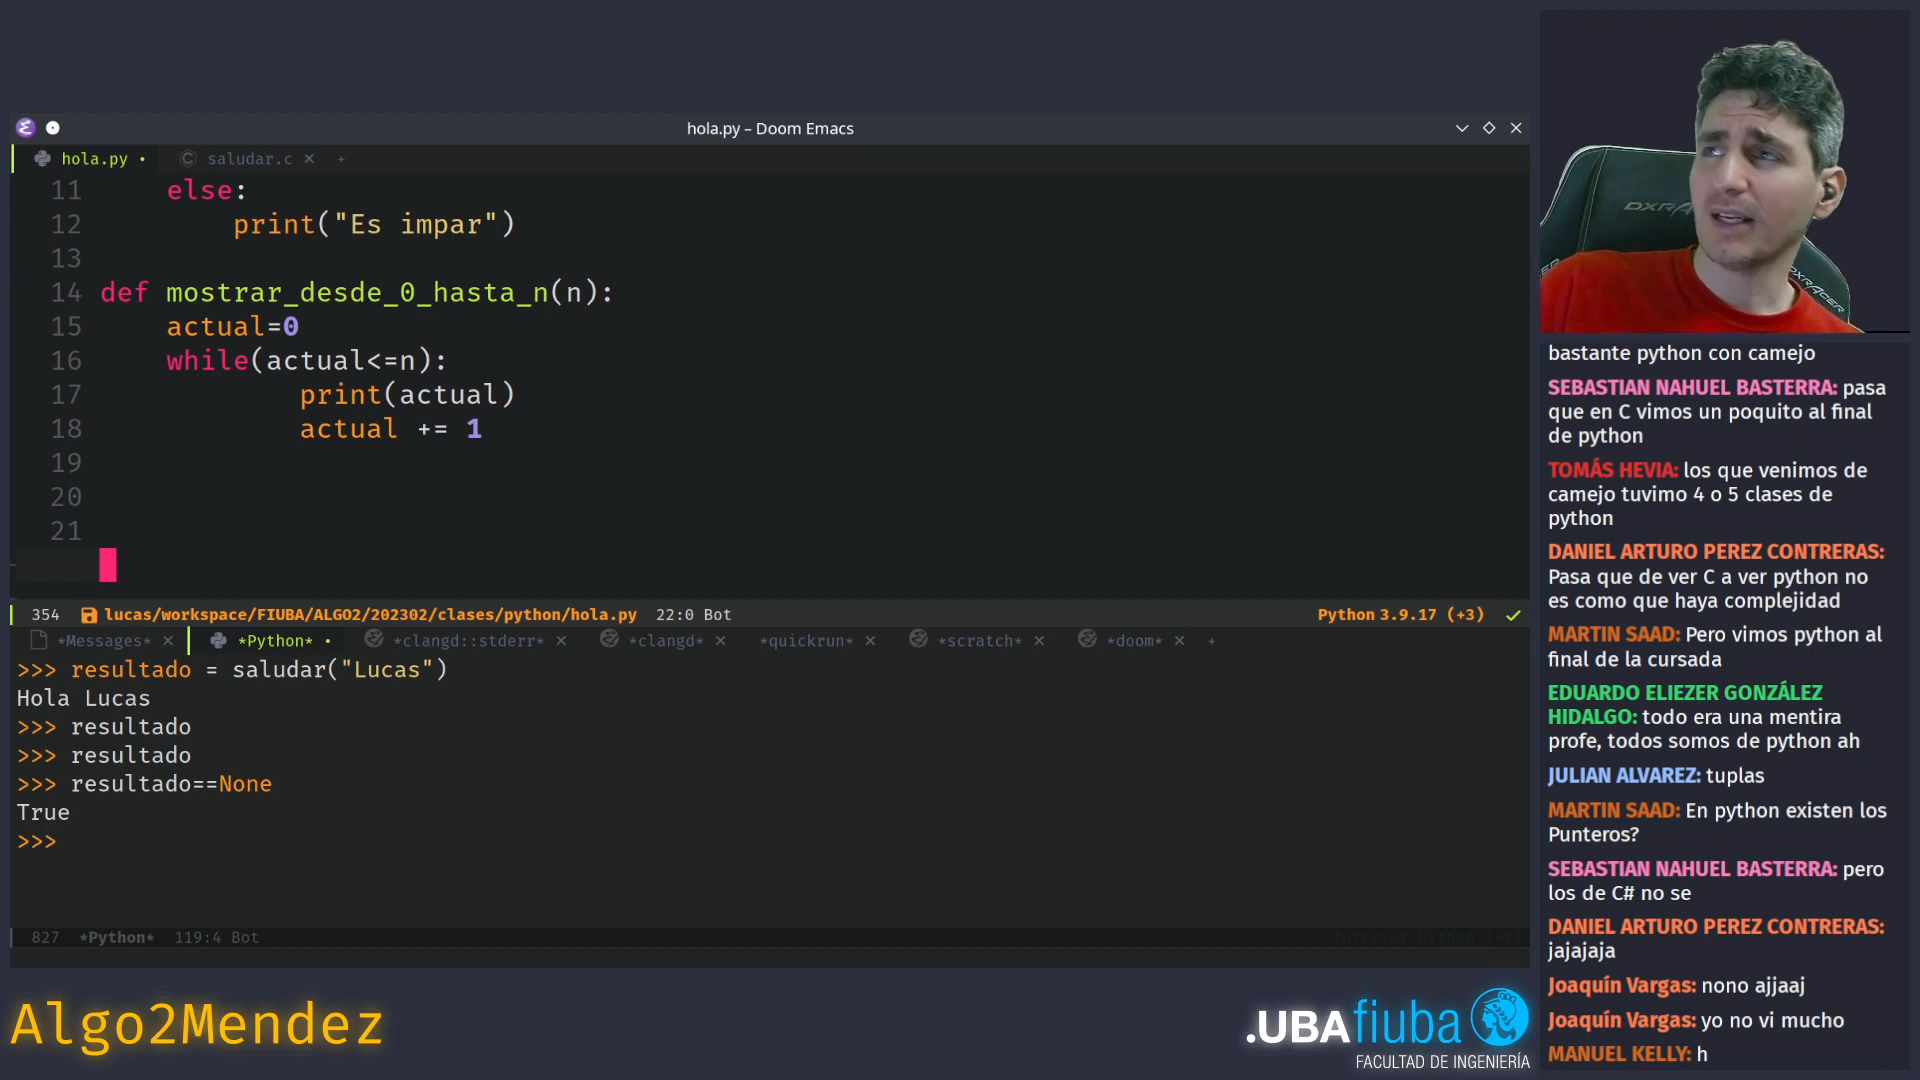 hola.py – Doom Emacs
hola.py • saludar.c × +
11 else:
12 print("Es impar")
13
14 def mostrar_desde_0_hasta_n(n):
15 actual=0
16 while(actual<=n):
17 print(actual)
18 actual += 1
19
20
21
354 lucas/workspace/FIUBA/ALGO2/202302/clases/python/hola.py 22:0 Bot Python 3.9.17 (+3) ✓
*Messages* × *Python* • *clangd::stderr* × *clangd* × *quickrun* × *scratch* × *doom* × +
>>> resultado = saludar("Lucas")
Hola Lucas
>>> resultado
>>> resultado
>>> resultado==None
True
>>>
827 *Python* 119:4 Bot Inferior Python (+2)
Algo2Mendez
.UBAfiuba
FACULTAD DE INGENIERÍA
DXRACER
bastante python con camejo
SEBASTIAN NAHUEL BASTERRA: pasa
que en C vimos un poquito al final
de python
TOMÁS HEVIA: los que venimos de
camejo tuvimo 4 o 5 clases de
python
DANIEL ARTURO PEREZ CONTRERAS:
Pasa que de ver C a ver python no
es como que haya complejidad
MARTIN SAAD: Pero vimos python al
final de la cursada
EDUARDO ELIEZER GONZÁLEZ
HIDALGO: todo era una mentira
profe, todos somos de python ah
JULIAN ALVAREZ: tuplas
MARTIN SAAD: En python existen los
Punteros?
SEBASTIAN NAHUEL BASTERRA: pero
los de C# no se
DANIEL ARTURO PEREZ CONTRERAS:
jajajaja
Joaquín Vargas: nono ajjaaj
Joaquín Vargas: yo no vi mucho
MANUEL KELLY: h